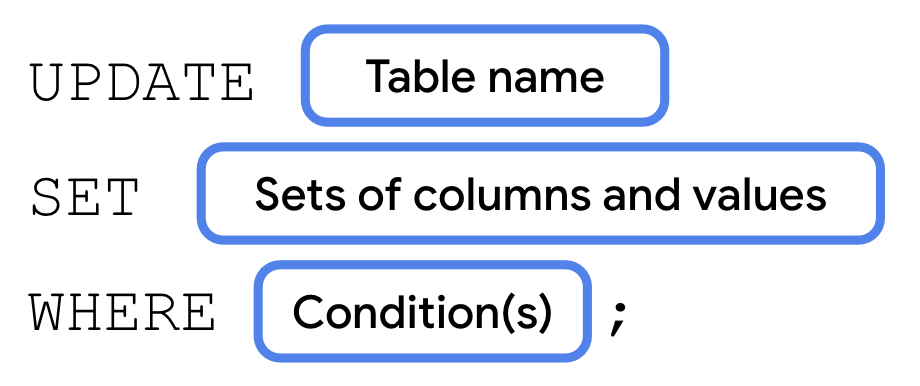 UPDATE Table name
SET Sets of columns and values
WHERE Condition(s) ;